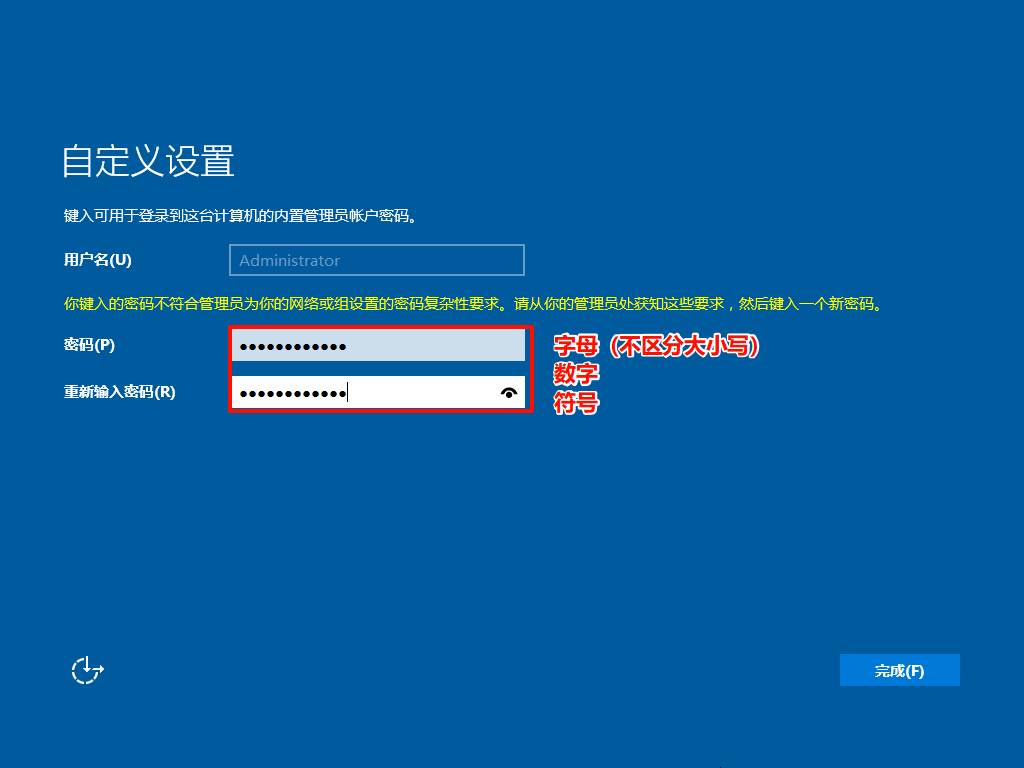 自定义设置
键入可用于登录到这台计算机的内置管理员帐户密码。
用户名(U)
Administrator
你键入的密码不符合管理员为你的网络或组设置的密码复杂性要求。请从你的管理员处获知这些要求，然后键入一个新密码。
密码(P)
●●●●●●●●●●●●
字母（不区分大小写）
数字
重新输入密码(R)
●●●●●●●●●●●●
符号
完成(F)